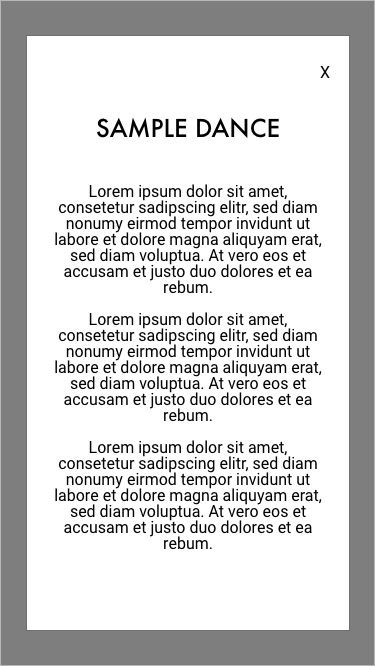 X
SAMPLE DANCE
Lorem ipsum dolor sit amet,
consetetur sadipscing elitr, sed diam
nonumy eirmod tempor invidunt ut
labore et dolore magna aliquyam erat,
sed diam voluptua. At vero eos et
accusam et justo duo dolores et ea
rebum.
Lorem ipsum dolor sit amet,
consetetur sadipscing elitr, sed diam
nonumy eirmod tempor invidunt ut
labore et dolore magna aliquyam erat,
sed diam voluptua. At vero eos et
accusam et justo duo dolores et ea
rebum.
Lorem ipsum dolor sit amet,
consetetur sadipscing elitr, sed diam
nonumy eirmod tempor invidunt ut
labore et dolore magna aliquyam erat,
sed diam voluptua. At vero eos et
accusam et justo duo dolores et ea
rebum.